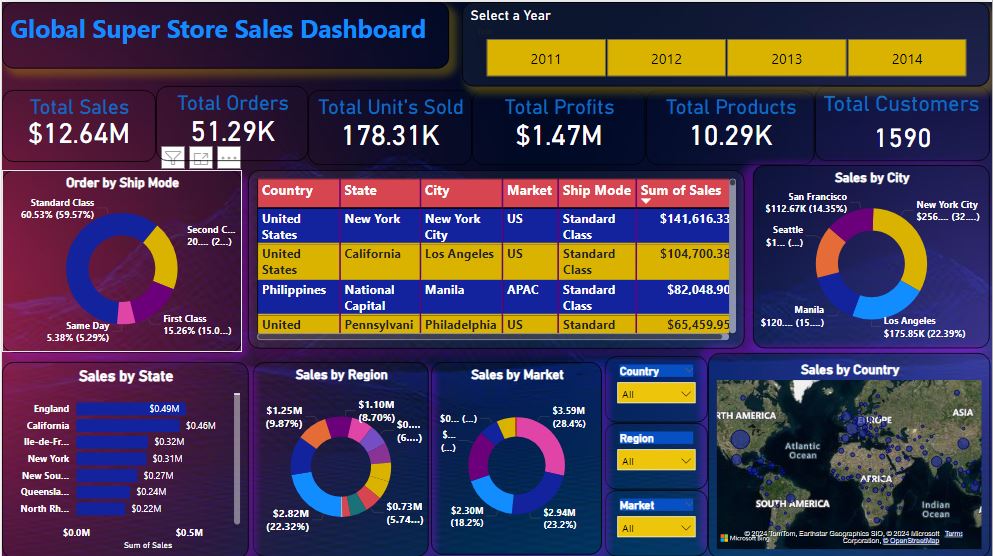 Global Super Store Sales Dashboard
Select a Year
2011
2012
2013
2014
Total Sales
$12.64M
Total Orders
51.29K
Total Unit's Sold
178.31K
Total Profits
$1.47M
Total Products
10.29K
Total Customers
1590
Order by Ship Mode
Standard Class
60.53% (59.57%)
Second C...
20.... (2...)
First Class
15.26% (15.0...)
Same Day
5.38% (5.29%)
Country State City Market Ship Mode Sum of Sales
United States New York New York City US Standard Class $141,616.33
United States California Los Angeles US Standard Class $104,700.38
Philippines National Capital Manila APAC Standard Class $82,048.90
United Pennsylvani Philadelphia US Standard $65,459.95
Sales by City
San Francisco
$112.67K (14.35%)
New York City
$256.... (32....)
Seattle
$1... (...)
Manila
$120.... (15....)
Los Angeles
$175.85K (22.39%)
Sales by State
England $0.49M
California $0.46M
Ile-de-Fr... $0.32M
New York $0.31M
New Sou... $0.27M
Queensla... $0.24M
North Rh... $0.22M
$0.0M $0.5M
Sum of Sales
Sales by Region
$1.25M
(9.87%)
$1.10M
(8.70%)
$0....
(6....)
$2.82M
(22.32%)
$0.73M
(5.74...)
Sales by Market
$0... (...)
$...
(...)
$3.59M
(28.4%)
$2.30M
(18.2%)
$2.94M
(23.2%)
Country
All
Region
All
Market
All
Sales by Country
RTH AMERICA
EUROPE
ASIA
Atlantic
Ocean
AFRICA
SOUTH AMERICA
Indian
Ocean
Microsoft Bing
© 2024 TomTom, Earthstar Geographics SIO, © 2024 Microsoft Corporation, © OpenStreetMap Terms